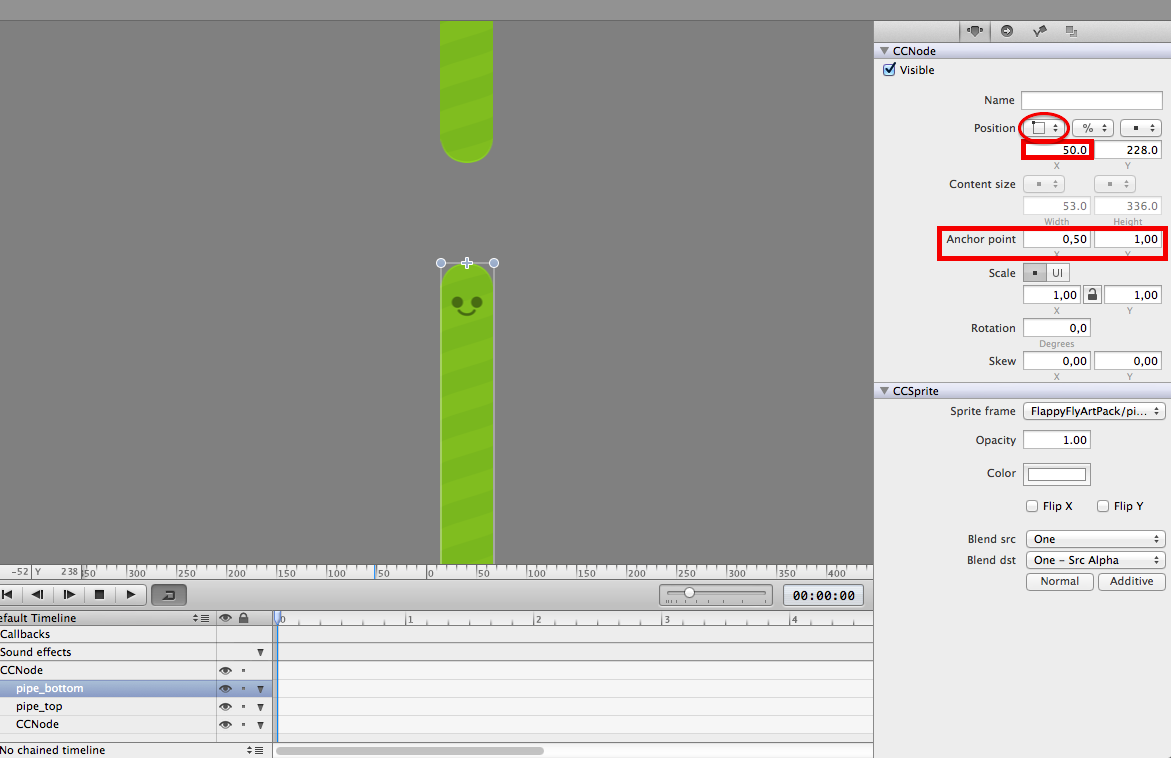 CCNode
Visible
Name
Position % 
50.0 228.0
X Y
Content size
53.0 336.0
Width Height
Anchor point 0,50 1,00
X Y
Scale UI
1,00 1,00
X Y
Rotation 0,0
Degrees
Skew 0,00 0,00
X Y
CCSprite
Sprite frame FlappyFlyArtPack/pi...
Opacity 1.00
Color
Flip X Flip Y
Blend src One
Blend dst One - Src Alpha
Normal Additive
-52 Y 238 50 300 250 200 150 100 50 0 50 100 150 200 250 300 350 400
00:00:00
efault Timeline 0 1 2 3 4
Callbacks
Sound effects
CCNode
pipe_bottom
pipe_top
CCNode
No chained timeline